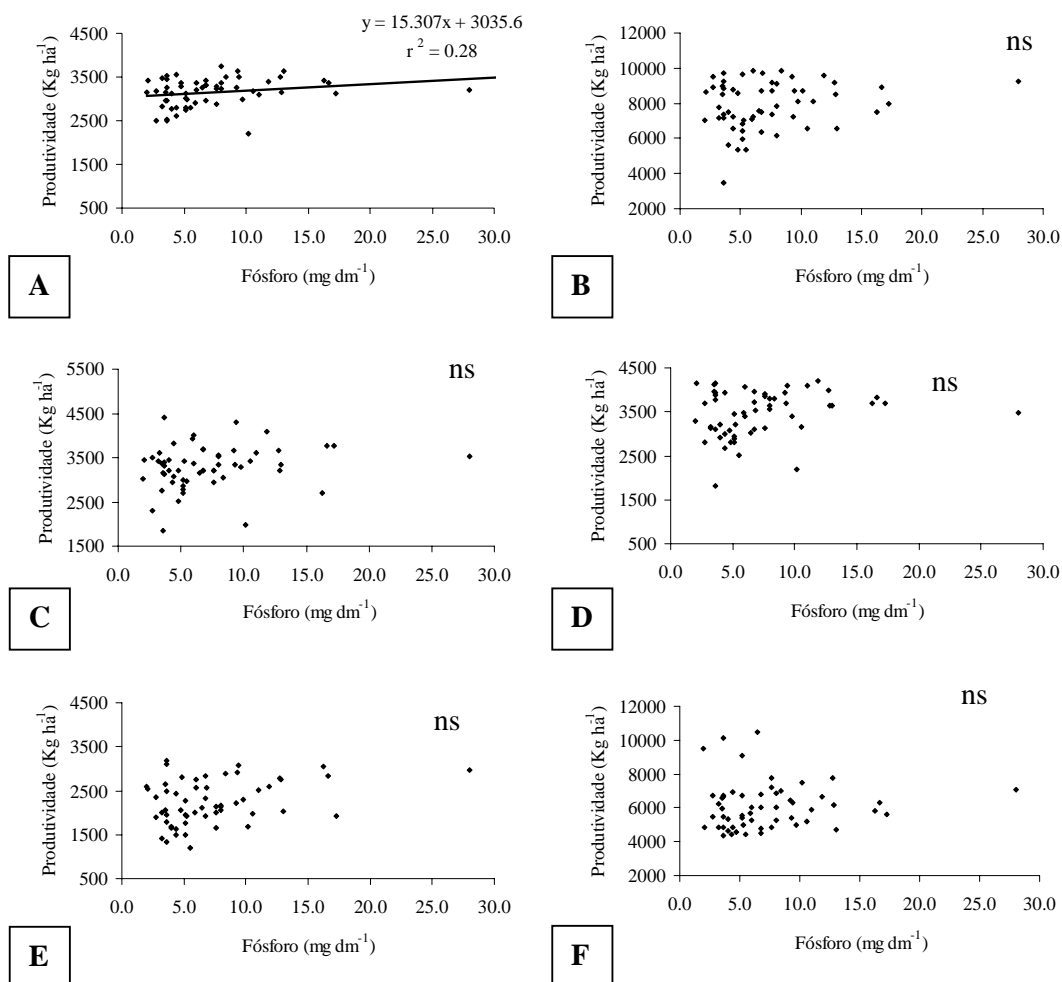 y = 15.307x + 3035.6
r² = 0.28
Produtividade (Kg ha⁻¹)
4500
3500
2500
1500
500
0.0 5.0 10.0 15.0 20.0 25.0 30.0
Fósforo (mg dm⁻¹)
A
ns
Produtividade (Kg ha⁻¹)
12000
10000
8000
6000
4000
2000
0.0 5.0 10.0 15.0 20.0 25.0 30.0
Fósforo (mg dm⁻¹)
B
ns
Produtividade (Kg ha⁻¹)
5500
4500
3500
2500
1500
0.0 5.0 10.0 15.0 20.0 25.0 30.0
Fósforo (mg dm⁻¹)
C
ns
Produtividade (Kg ha⁻¹)
4500
3500
2500
1500
500
0.0 5.0 10.0 15.0 20.0 25.0 30.0
Fósforo (mg dm⁻¹)
D
ns
Produtividade (Kg ha⁻¹)
4500
3500
2500
1500
500
0.0 5.0 10.0 15.0 20.0 25.0 30.0
Fósforo (mg dm⁻¹)
E
ns
Produtividade (Kg ha⁻¹)
12000
10000
8000
6000
4000
2000
0.0 5.0 10.0 15.0 20.0 25.0 30.0
Fósforo (mg dm⁻¹)
F